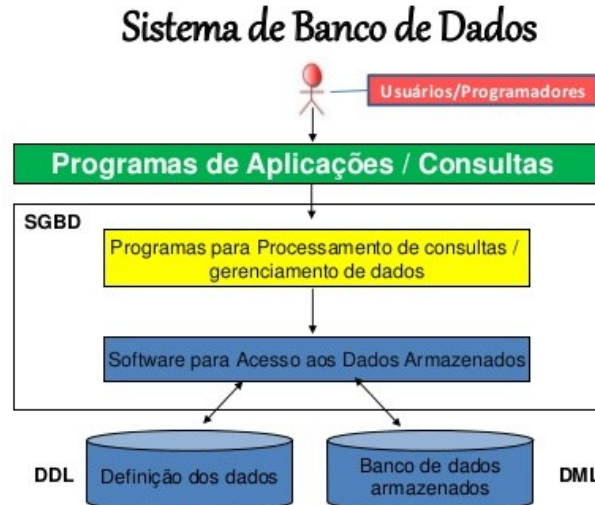 Sistema de Banco de Dados
Usuários/Programadores
Programas de Aplicações / Consultas
SGBD
Programas para Processamento de consultas /
gerenciamento de dados
Software para Acesso aos Dados Armazenados
DDL
Definição dos dados
Banco de dados
armazenados
DML